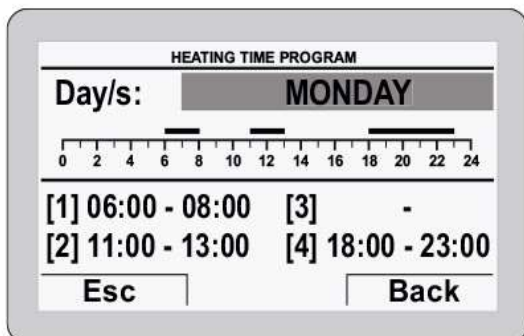 HEATING TIME PROGRAM
Day/s: MONDAY
0 2 4 6 8 10 12 14 16 18 20 22 24
[1] 06:00 - 08:00 [3] -
[2] 11:00 - 13:00 [4] 18:00 - 23:00
Esc Back